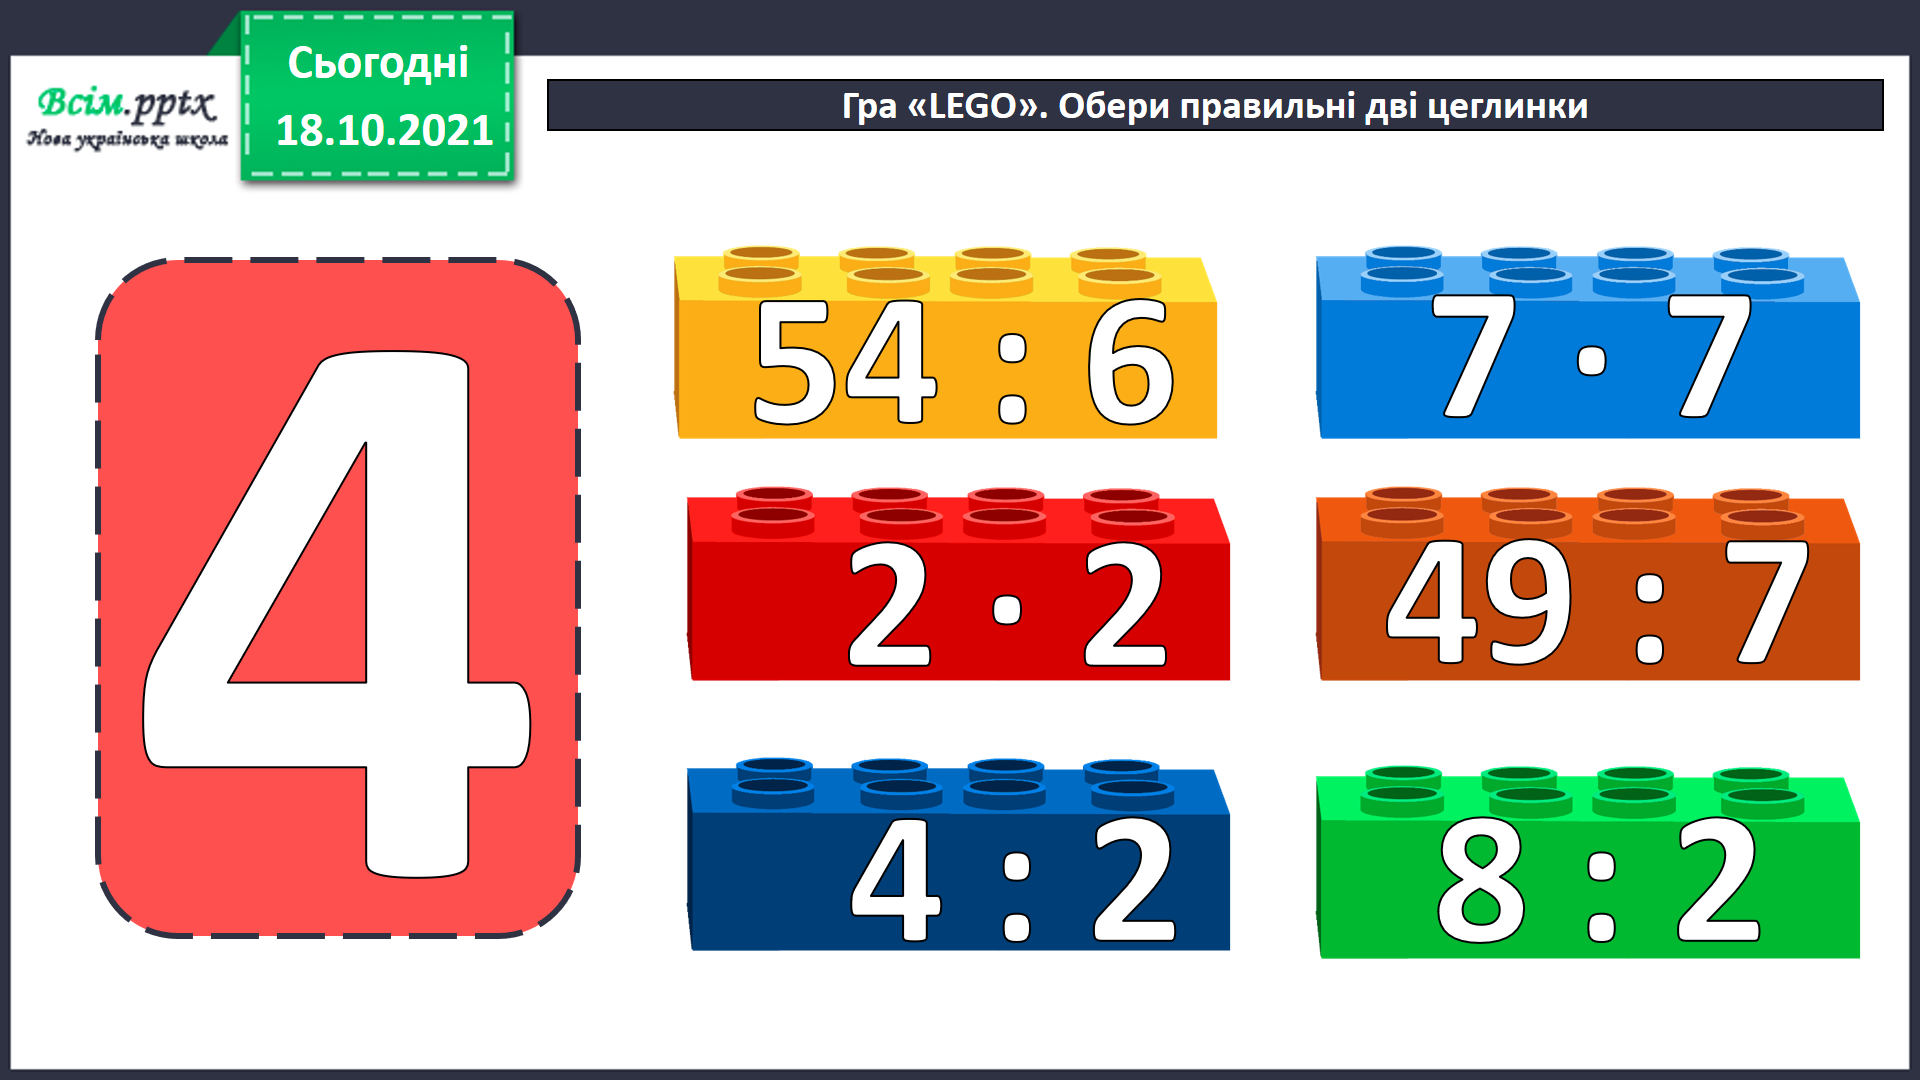 Всім.pptx
Нова українська школа
Сьогодні
18.10.2021
Гра «LEGO». Обери правильні дві цеглинки
4
54 : 6
7 · 7
2 · 2
49 : 7
4 : 2
8 : 2